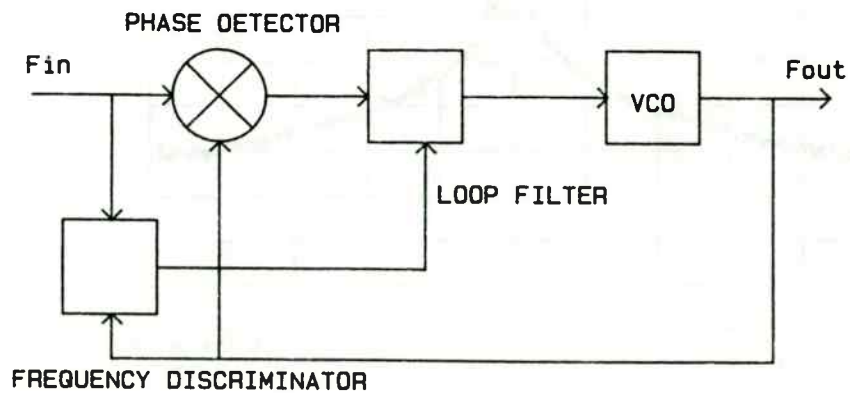 PHASE OETECTOR
Fin
Fout
VCO
LOOP FILTER
FREQUENCY DISCRIMINATOR